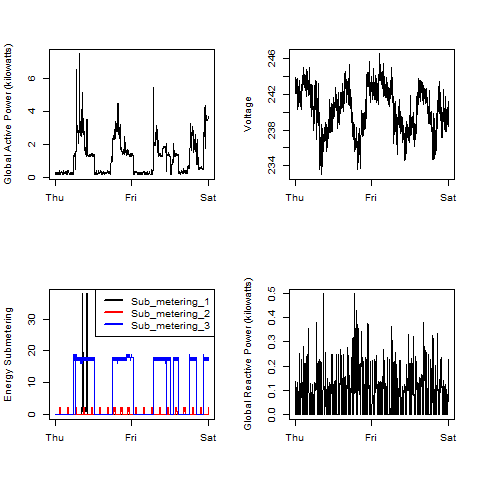 Global Active Power (kilowatts)
0 2 4 6
Thu Fri Sat
Voltage
234 238 242 246
Thu Fri Sat
Energy Submetering
0 10 20 30
Sub_metering_1
Sub_metering_2
Sub_metering_3
Thu Fri Sat
Global Reactive Power (kilowatts)
0.0 0.1 0.2 0.3 0.4 0.5
Thu Fri Sat